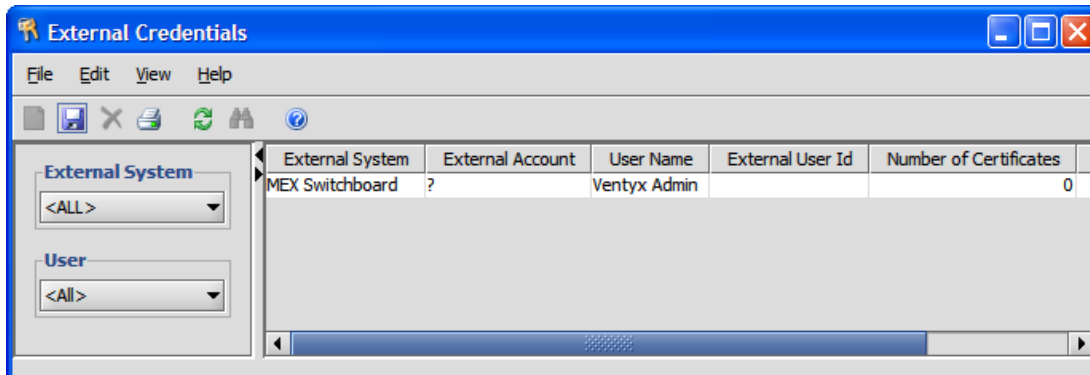 External Credentials
File Edit View Help
External System
<ALL>
User
<All>
External System External Account User Name External User Id Number of Certificates
MEX Switchboard ? Ventyx Admin 0